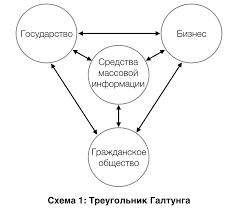 Государство
Бизнес
Средства
массовой
информации
Гражданское
общество
Схема 1: Треугольник Галтунга